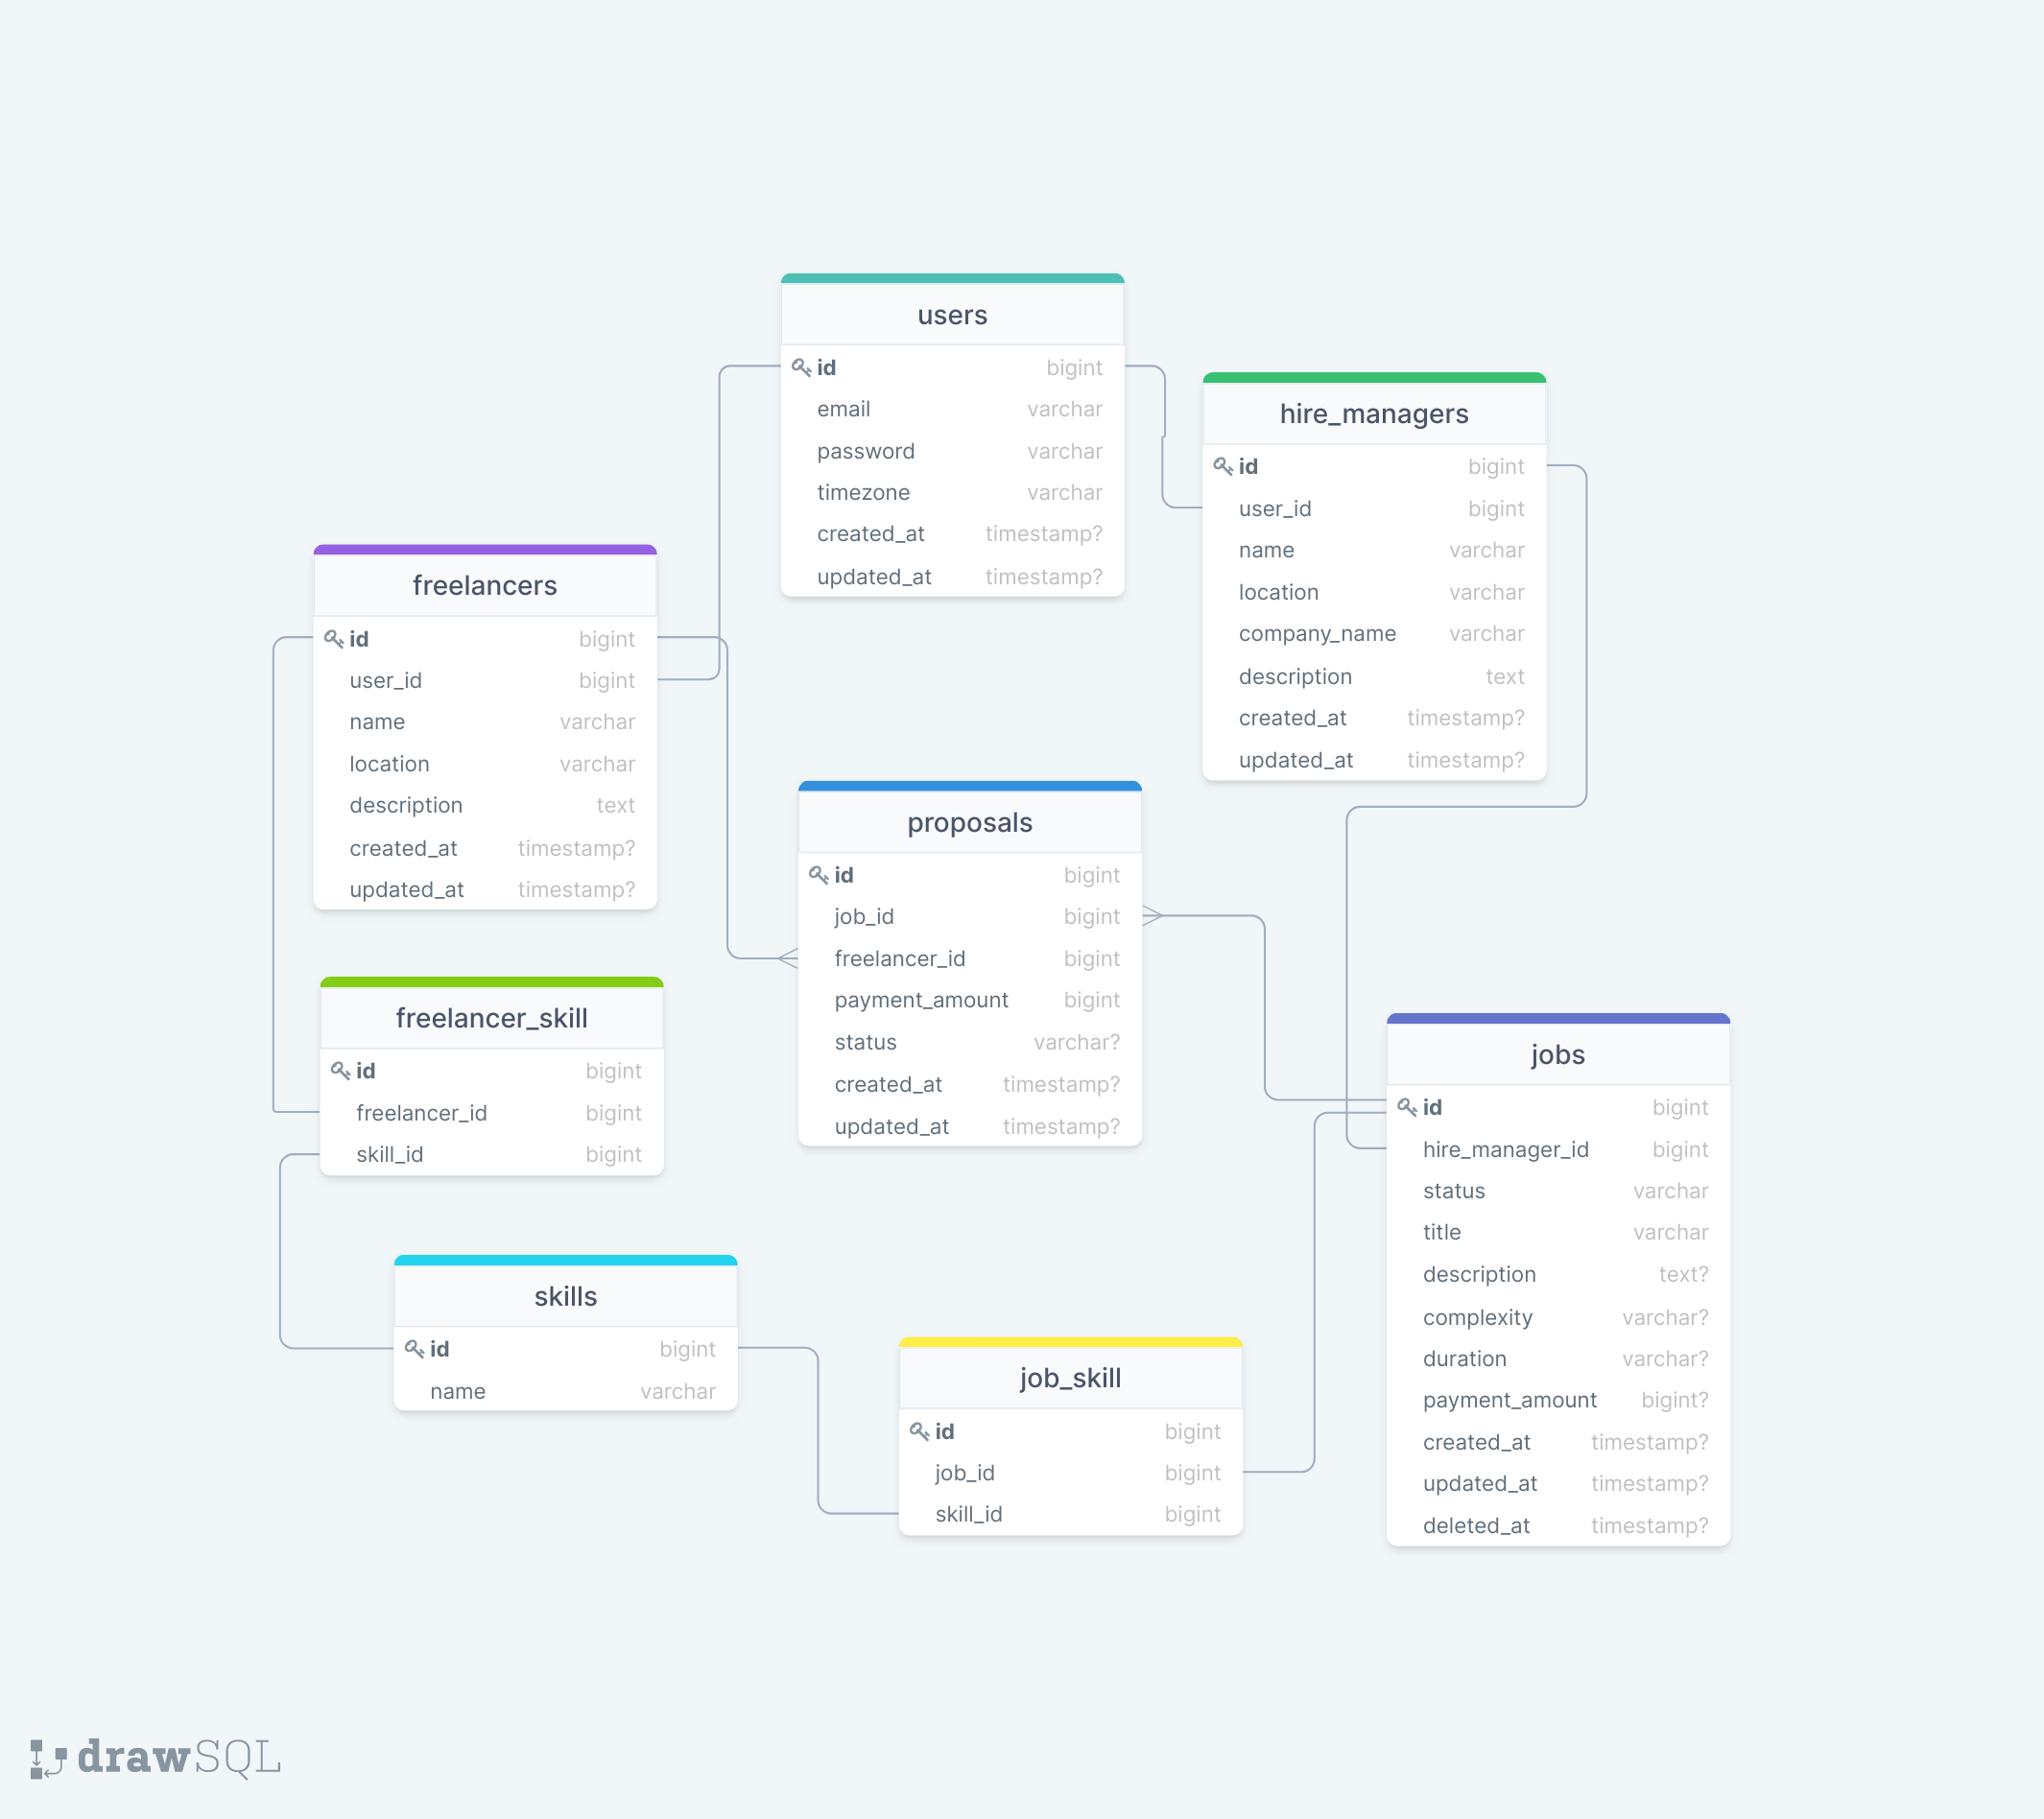 users
id bigint
email varchar
password varchar
timezone varchar
created_at timestamp?
updated_at timestamp?
hire_managers
id bigint
user_id bigint
name varchar
location varchar
company_name varchar
description text
created_at timestamp?
updated_at timestamp?
freelancers
id bigint
user_id bigint
name varchar
location varchar
description text
created_at timestamp?
updated_at timestamp?
proposals
id bigint
job_id bigint
freelancer_id bigint
payment_amount bigint
status varchar?
created_at timestamp?
updated_at timestamp?
freelancer_skill
id bigint
freelancer_id bigint
skill_id bigint
jobs
id bigint
hire_manager_id bigint
status varchar
title varchar
description text?
complexity varchar?
duration varchar?
payment_amount bigint?
created_at timestamp?
updated_at timestamp?
deleted_at timestamp?
skills
id bigint
name varchar
job_skill
id bigint
job_id bigint
skill_id bigint
drawSQL